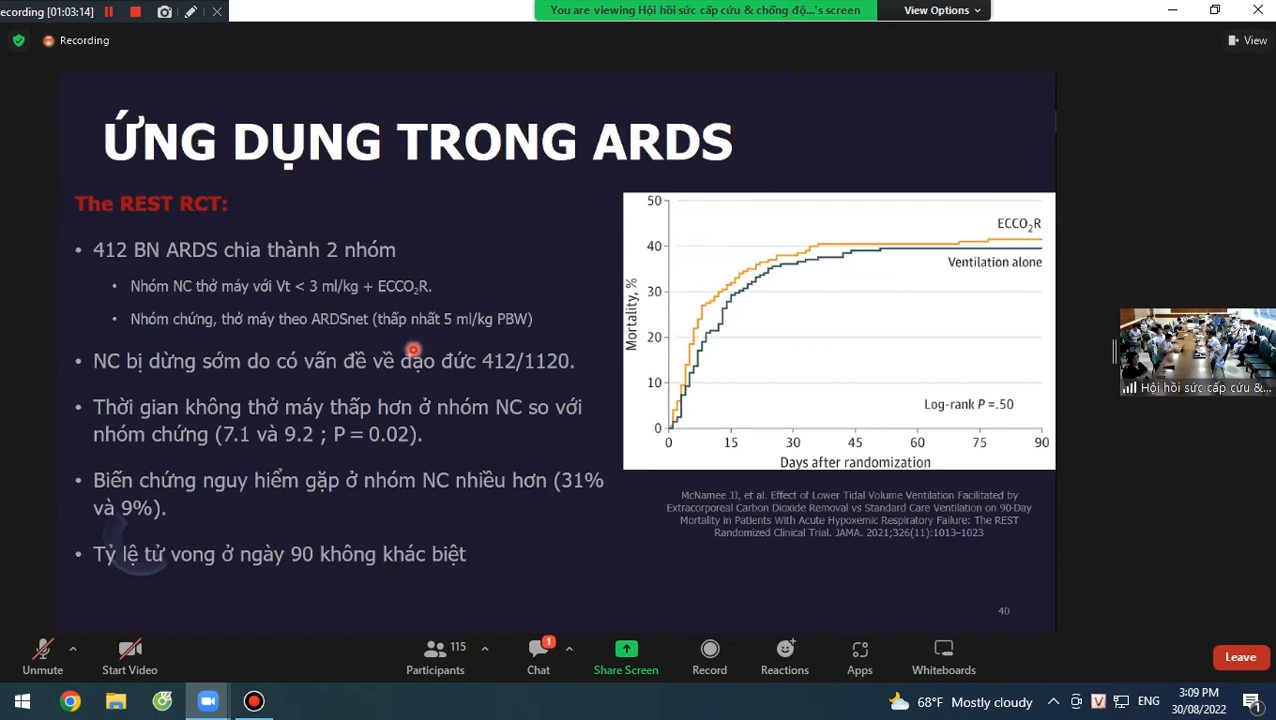 ecording [01:03:14
You are viewing Hội hồi sức cấp cứu & chống độ...'s screen
View Options
Recording
View
ỨNG DỤNG TRONG ARDS
The REST RCT:
• 412 BN ARDS chia thành 2 nhóm
• Nhóm NC thở máy với Vt < 3 ml/kg + ECCO₂R.
• Nhóm chứng, thở máy theo ARDSnet (thấp nhất 5 ml/kg PBW)
• NC bị dừng sớm do có vấn đề về đạo đức 412/1120.
• Thời gian không thở máy thấp hơn ở nhóm NC so với
nhóm chứng (7.1 và 9.2 ; P = 0.02).
• Biến chứng nguy hiểm gặp ở nhóm NC nhiều hơn (31%
và 9%).
• Tỷ lệ tử vong ở ngày 90 không khác biệt
50
40
30
20
10
0
Mortality, %
ECCO₂R
Ventilation alone
Log-rank P =.50
0 15 30 45 60 75 90
Days after randomization
McNamee JJ, et al. Effect of Lower Tidal Volume Ventilation Facilitated by
Extracorporeal Carbon Dioxide Removal vs Standard Care Ventilation on 90-Day
Mortality in Patients With Acute Hypoxemic Respiratory Failure: The REST
Randomized Clinical Trial. JAMA. 2021;326(11):1013–1023
40
Hội hồi sức cấp cứu &...
Unmute
Start Video
115
Participants
1
Chat
Share Screen
Record
Reactions
Apps
Whiteboards
Leave
68°F Mostly cloudy
V
ENG
3:09 PM
30/08/2022
1